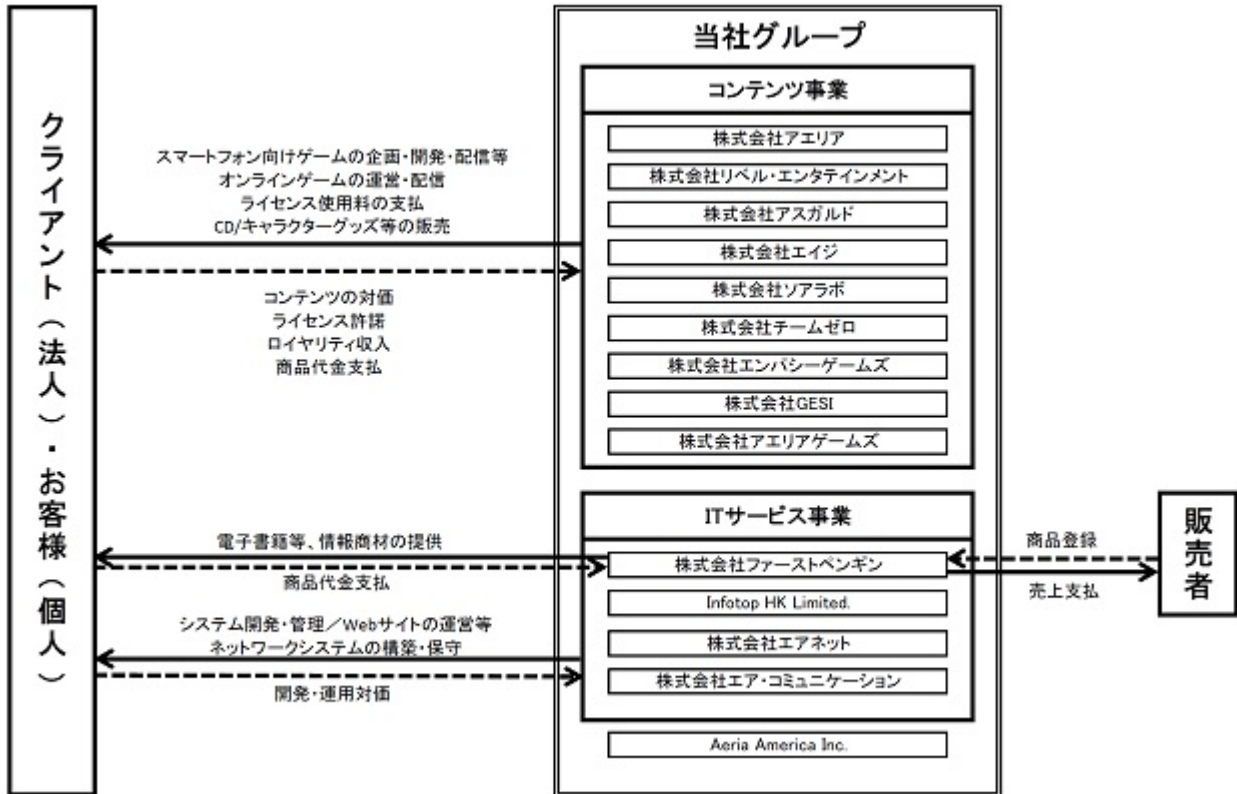 クライアント（法人）・お客様（個人）
スマートフォン向けゲームの企画・開発・配信等
オンラインゲームの運営・配信
ライセンス使用料の支払
CD/キャラクターグッズ等の販売
コンテンツの対価
ライセンス許諾
ロイヤリティ収入
商品代金支払
電子書籍等、情報商材の提供
商品代金支払
システム開発・管理／Webサイトの運営等
ネットワークシステムの構築・保守
開発・運用対価
当社グループ
コンテンツ事業
株式会社アエリア
株式会社リベル・エンタテインメント
株式会社アスガルド
株式会社エイジ
株式会社ソアラボ
株式会社チームゼロ
株式会社エンバシーゲームズ
株式会社GESI
株式会社アエリアゲームズ
ITサービス事業
株式会社ファーストペンギン
Infotop HK Limited.
株式会社エアネット
株式会社エア・コミュニケーション
Aeria America Inc.
商品登録
売上支払
販売者